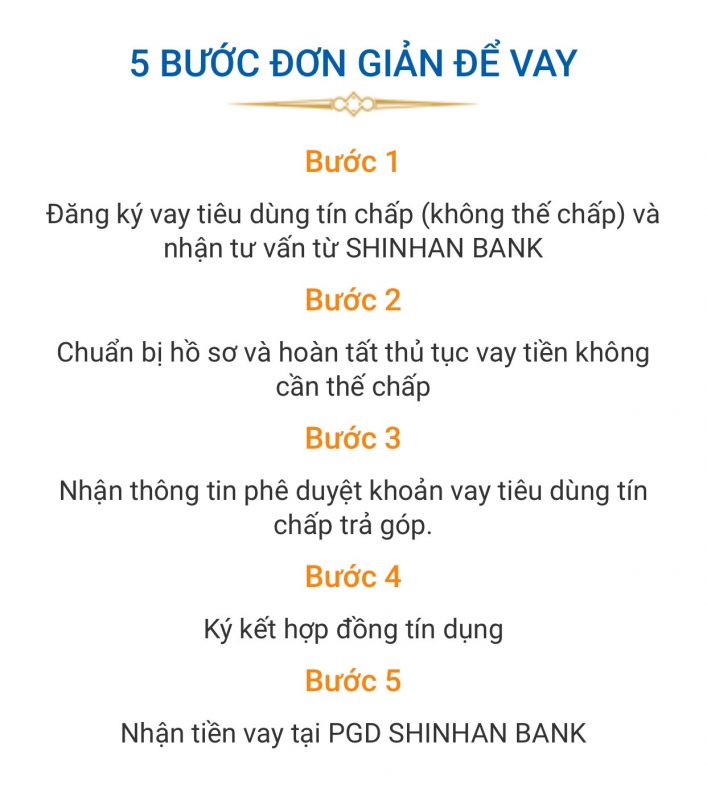 5 BƯỚC ĐƠN GIẢN ĐỂ VAY
Bước 1
Đăng ký vay tiêu dùng tín chấp (không thế chấp) và
nhận tư vấn từ SHINHAN BANK
Bước 2
Chuẩn bị hồ sơ và hoàn tất thủ tục vay tiền không
cần thế chấp
Bước 3
Nhận thông tin phê duyệt khoản vay tiêu dùng tín
chấp trả góp.
Bước 4
Ký kết hợp đồng tín dụng
Bước 5
Nhận tiền vay tại PGD SHINHAN BANK